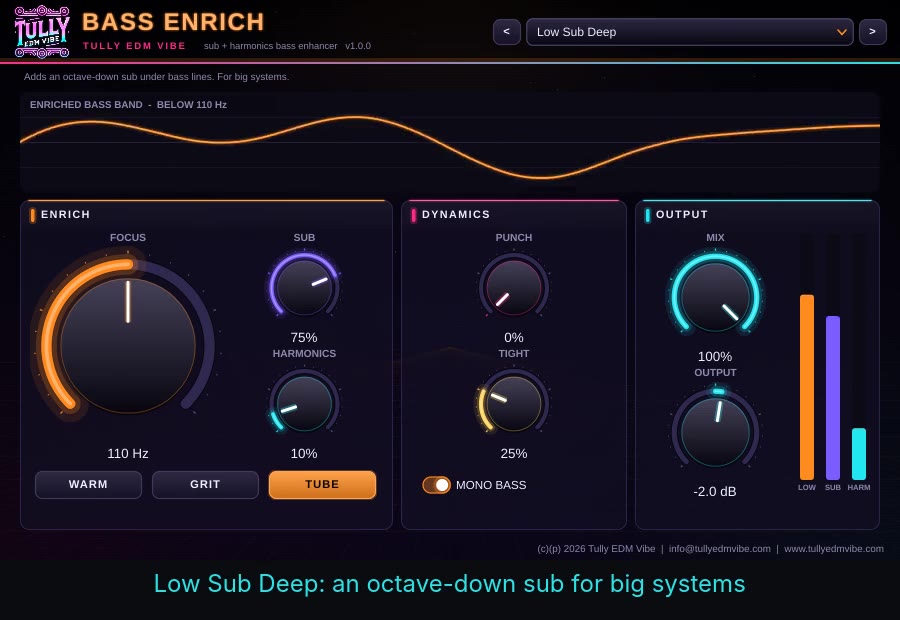 TULLY
EDM VIBE
BASS ENRICH
TULLY EDM VIBE sub + harmonics bass enhancer v1.0.0
< Low Sub Deep >
Adds an octave-down sub under bass lines. For big systems.
ENRICHED BASS BAND - BELOW 110 Hz
ENRICH
FOCUS
110 Hz
SUB
75%
HARMONICS
10%
WARM GRIT TUBE
DYNAMICS
PUNCH
0%
TIGHT
25%
MONO BASS
OUTPUT
MIX
100%
OUTPUT
-2.0 dB
LOW SUB HARM
(c)(p) 2026 Tully EDM Vibe | info@tullyedmvibe.com | www.tullyedmvibe.com
Low Sub Deep: an octave-down sub for big systems